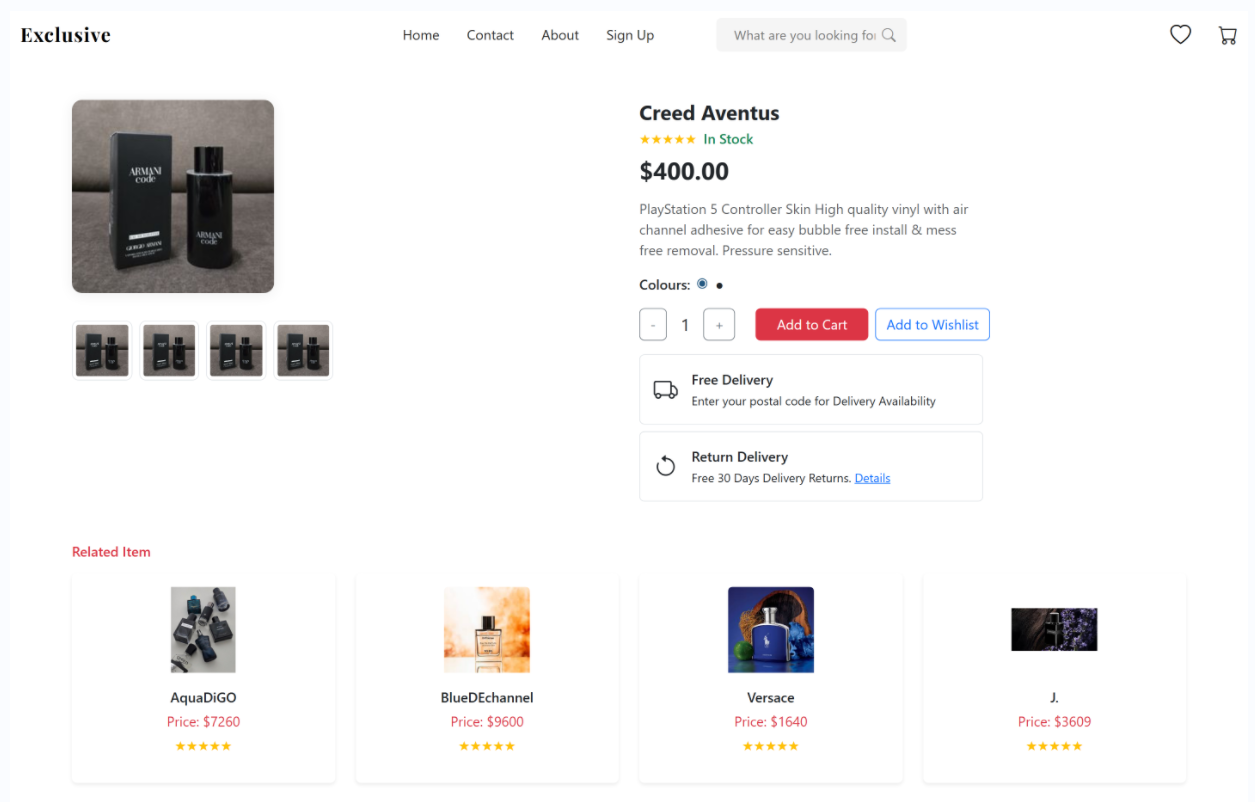 Exclusive
Home
Contact
About
Sign Up
What are you looking for
ARMANI
code
GIORGIO ARMANI
ARMANI
code
Creed Aventus
★★★★★ In Stock
$400.00
PlayStation 5 Controller Skin High quality vinyl with air
channel adhesive for easy bubble free install & mess
free removal. Pressure sensitive.
Colours:
- 1 +
Add to Cart
Add to Wishlist
Free Delivery
Enter your postal code for Delivery Availability
Return Delivery
Free 30 Days Delivery Returns. Details
Related Item
AquaDiGO
Price: $7260
★★★★★
BlueDEchannel
Price: $9600
★★★★★
Versace
Price: $1640
★★★★★
J.
Price: $3609
★★★★★